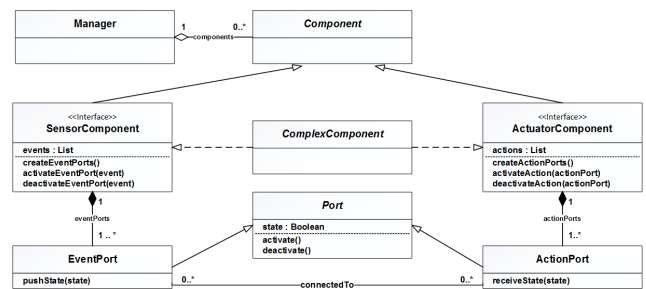 Manager
1
components
0..*
Component
<<Interface>>
SensorComponent
events : List
createEventPorts()
activateEventPort(event)
deactivateEventPort(event)
ComplexComponent
<<Interface>>
ActuatorComponent
actions : List
createActionPorts()
activateAction(actionPort)
deactivateAction(actionPort)
1
eventPorts
1 .. *
Port
state : Boolean
activate()
deactivate()
1
actionPorts
1..*
EventPort
pushState(state)
0..*
connectedTo
0..*
ActionPort
receiveState(state)